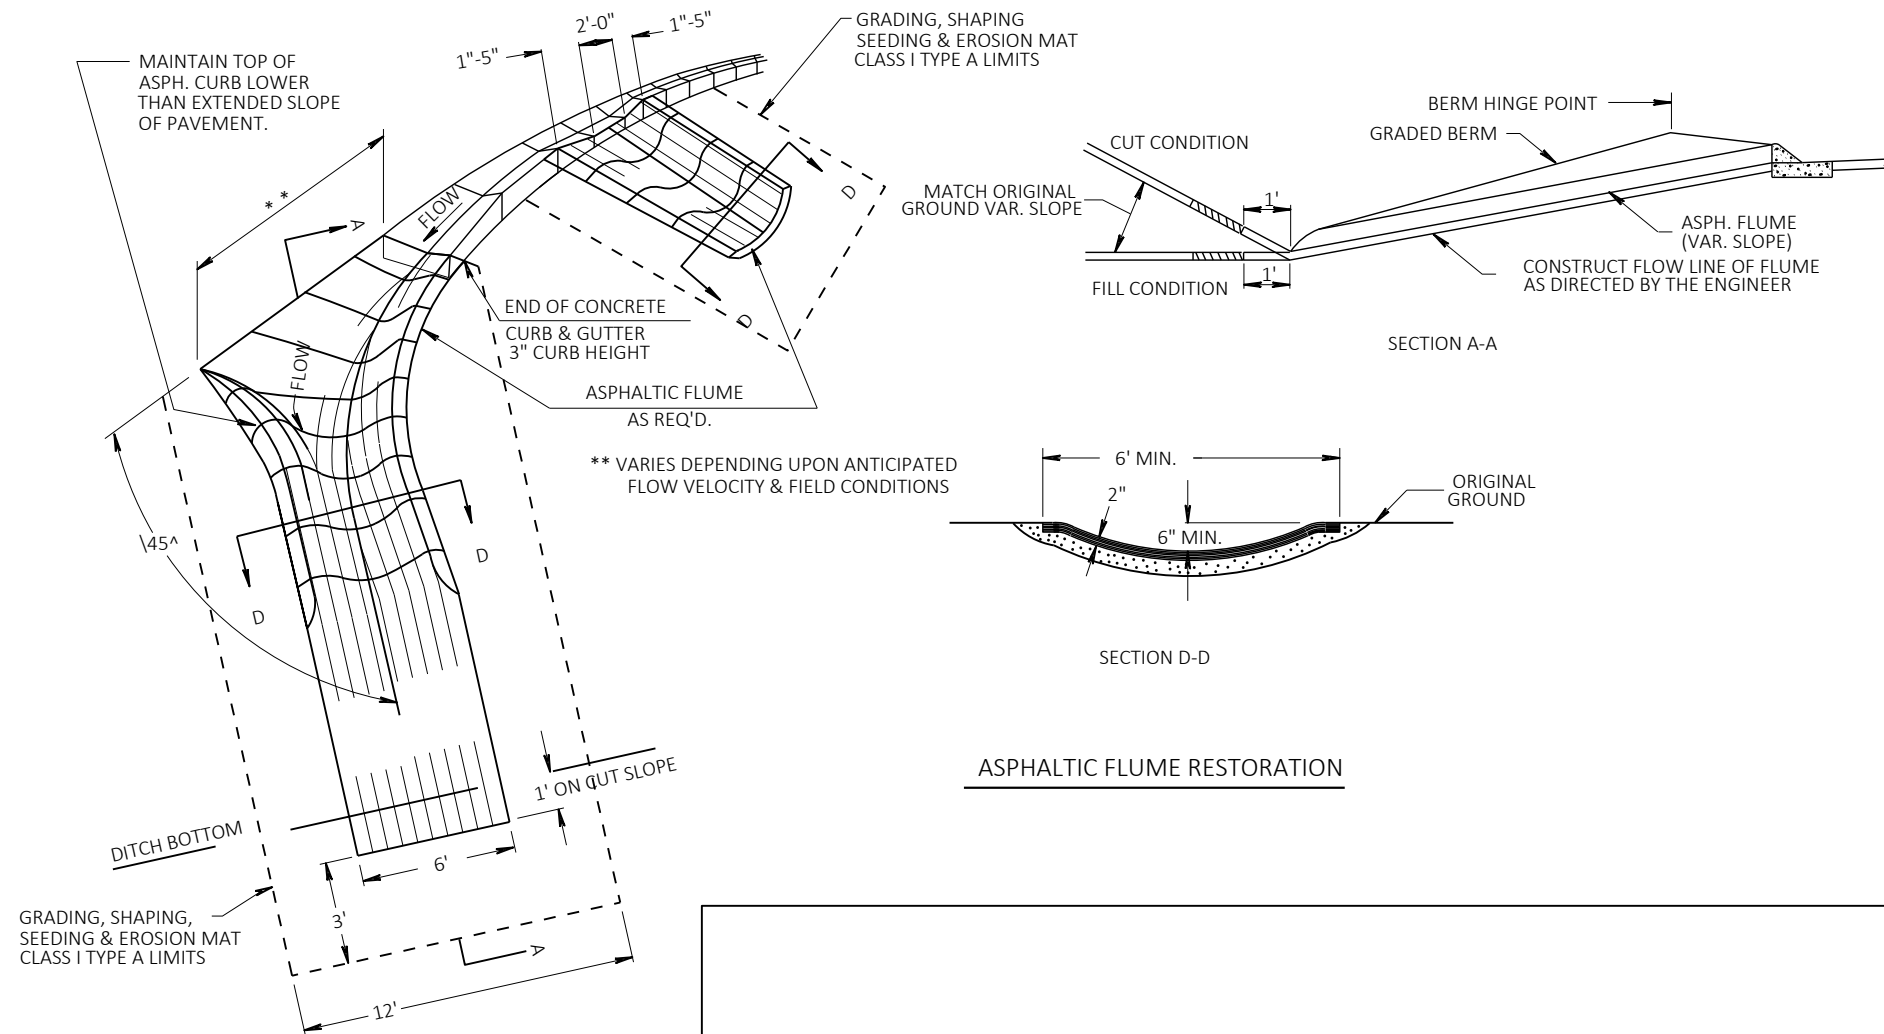 MAINTAIN TOP OF
ASPH. CURB LOWER
THAN EXTENDED SLOPE
OF PAVEMENT.
1"-5"
2'-0"
1"-5"
GRADING, SHAPING
SEEDING & EROSION MAT
CLASS I TYPE A LIMITS
* *
A
FLOW
D
D
END OF CONCRETE
CURB & GUTTER
3" CURB HEIGHT
FLOW
ASPHALTIC FLUME
AS REQ'D.
** VARIES DEPENDING UPON ANTICIPATED
FLOW VELOCITY & FIELD CONDITIONS
\45^
D
D
1' ON CUT SLOPE
DITCH BOTTOM
6'
3'
GRADING, SHAPING,
SEEDING & EROSION MAT
CLASS I TYPE A LIMITS
A
12'
BERM HINGE POINT
GRADED BERM
CUT CONDITION
MATCH ORIGINAL
GROUND VAR. SLOPE
1'
1'
FILL CONDITION
ASPH. FLUME
(VAR. SLOPE)
CONSTRUCT FLOW LINE OF FLUME
AS DIRECTED BY THE ENGINEER
SECTION A-A
6' MIN.
2"
6" MIN.
ORIGINAL
GROUND
SECTION D-D
ASPHALTIC FLUME RESTORATION